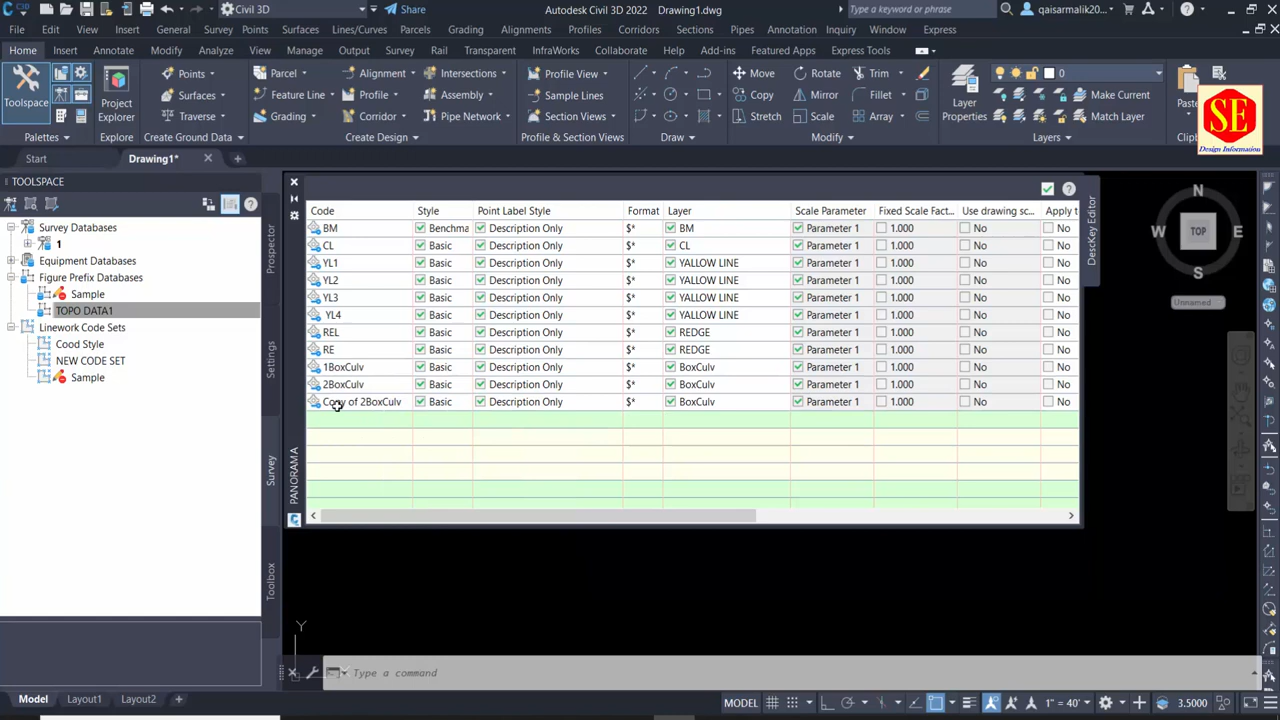 Civil 3D
Share
Autodesk Civil 3D 2022 Drawing1.dwg
Type a keyword or phrase
qaisarmalik20...
File Edit View Insert General Survey Points Surfaces Lines/Curves Parcels Grading Alignments Profiles Corridors Sections Pipes Annotation Inquiry Window Express
Home Insert Annotate Modify Analyze View Manage Output Survey Rail Transparent InfraWorks Collaborate Help Add-ins Featured Apps Express Tools
Points Parcel Alignment Intersections Profile View Move Rotate Trim 0
Toolspace Project Explorer Surfaces Feature Line Profile Assembly Sample Lines Copy Mirror Fillet Layer Properties Make Current Paste
Traverse Grading Corridor Pipe Network Section Views Stretch Scale Array Match Layer
Palettes Explore Create Ground Data Create Design Profile & Section Views Draw Modify Layers
SE
Design Information
Start Drawing1*
TOOLSPACE
Survey Databases
1
Equipment Databases
Figure Prefix Databases
Sample
TOPO DATA1
Linework Code Sets
Cood Style
NEW CODE SET
Sample
Prospector
Settings
Survey
Toolbox
PANORAMA
DescKey Editor
Code Style Point Label Style Format Layer Scale Parameter Fixed Scale Fact... Use drawing sc... Apply t
BM Benchma Description Only $* BM Parameter 1 1.000 No No
CL Basic Description Only $* CL Parameter 1 1.000 No No
YL1 Basic Description Only $* YALLOW LINE Parameter 1 1.000 No No
YL2 Basic Description Only $* YALLOW LINE Parameter 1 1.000 No No
YL3 Basic Description Only $* YALLOW LINE Parameter 1 1.000 No No
YL4 Basic Description Only $* YALLOW LINE Parameter 1 1.000 No No
REL Basic Description Only $* REDGE Parameter 1 1.000 No No
RE Basic Description Only $* REDGE Parameter 1 1.000 No No
1BoxCulv Basic Description Only $* BoxCulv Parameter 1 1.000 No No
2BoxCulv Basic Description Only $* BoxCulv Parameter 1 1.000 No No
Copy of 2BoxCulv Basic Description Only $* BoxCulv Parameter 1 1.000 No No
N
W TOP E
S
Unnamed
Y
Type a command
Model Layout1 Layout2
MODEL 1" = 40' 3.5000